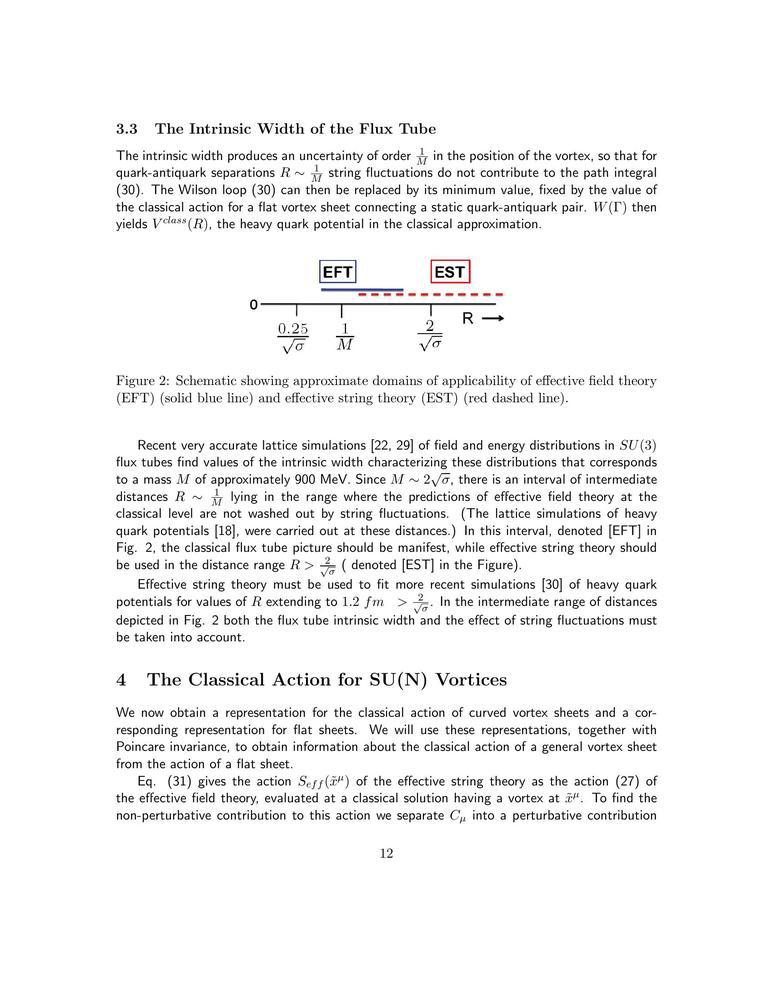 3.3 The Intrinsic Width of the Flux Tube
The intrinsic width produces an uncertainty of order $\frac{1}{M}$ in the position of the vortex, so that for
quark-antiquark separations $R \sim \frac{1}{M}$ string fluctuations do not contribute to the path integral
(30). The Wilson loop (30) can then be replaced by its minimum value, fixed by the value of
the classical action for a flat vortex sheet connecting a static quark-antiquark pair. $W(\Gamma)$ then
yields $V^{class}(R)$, the heavy quark potential in the classical approximation.
EFT EST
0
R
$\frac{0.25}{\sqrt{\sigma}}$ $\frac{1}{M}$ $\frac{2}{\sqrt{\sigma}}$
Figure 2: Schematic showing approximate domains of applicability of effective field theory
(EFT) (solid blue line) and effective string theory (EST) (red dashed line).
Recent very accurate lattice simulations [22, 29] of field and energy distributions in $SU(3)$
flux tubes find values of the intrinsic width characterizing these distributions that corresponds
to a mass $M$ of approximately 900 MeV. Since $M \sim 2\sqrt{\sigma}$, there is an interval of intermediate
distances $R \sim \frac{1}{M}$ lying in the range where the predictions of effective field theory at the
classical level are not washed out by string fluctuations. (The lattice simulations of heavy
quark potentials [18], were carried out at these distances.) In this interval, denoted [EFT] in
Fig. 2, the classical flux tube picture should be manifest, while effective string theory should
be used in the distance range $R > \frac{2}{\sqrt{\sigma}}$ ( denoted [EST] in the Figure).
Effective string theory must be used to fit more recent simulations [30] of heavy quark
potentials for values of $R$ extending to $1.2\ fm\ > \frac{2}{\sqrt{\sigma}}$. In the intermediate range of distances
depicted in Fig. 2 both the flux tube intrinsic width and the effect of string fluctuations must
be taken into account.
4 The Classical Action for SU(N) Vortices
We now obtain a representation for the classical action of curved vortex sheets and a cor-
responding representation for flat sheets. We will use these representations, together with
Poincare invariance, to obtain information about the classical action of a general vortex sheet
from the action of a flat sheet.
Eq. (31) gives the action $S_{eff}(\tilde{x}^{\mu})$ of the effective string theory as the action (27) of
the effective field theory, evaluated at a classical solution having a vortex at $\tilde{x}^{\mu}$. To find the
non-perturbative contribution to this action we separate $C_{\mu}$ into a perturbative contribution
12